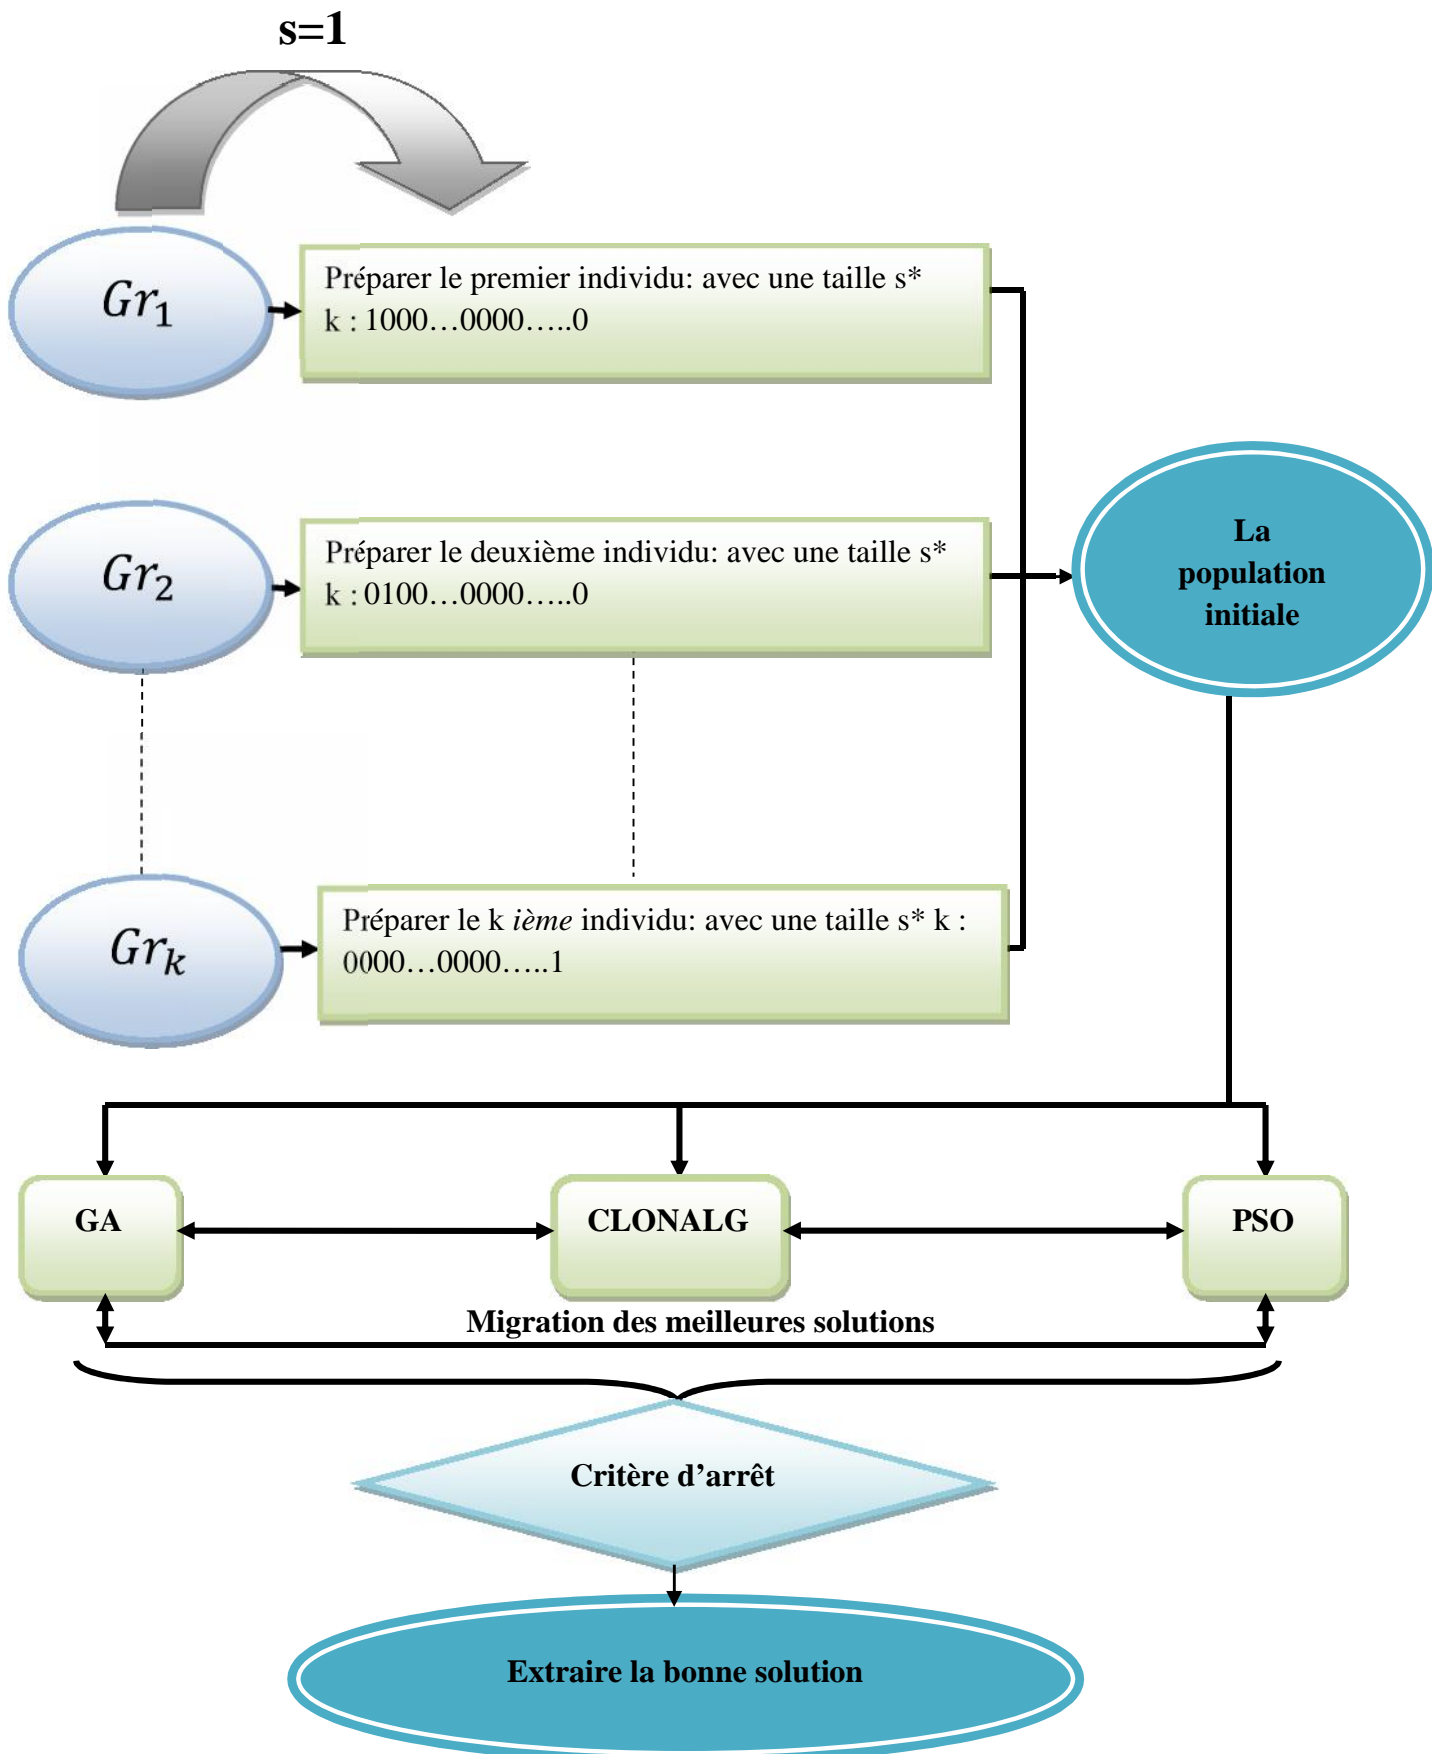 s=1
Gr₁
Préparer le premier individu: avec une taille s*
k : 1000…0000…..0
Gr₂
Préparer le deuxième individu: avec une taille s*
k : 0100…0000…..0
La
population
initiale
Grₖ
Préparer le k ième individu: avec une taille s* k :
0000…0000…..1
GA
CLONALG
PSO
Migration des meilleures solutions
Critère d’arrêt
Extraire la bonne solution